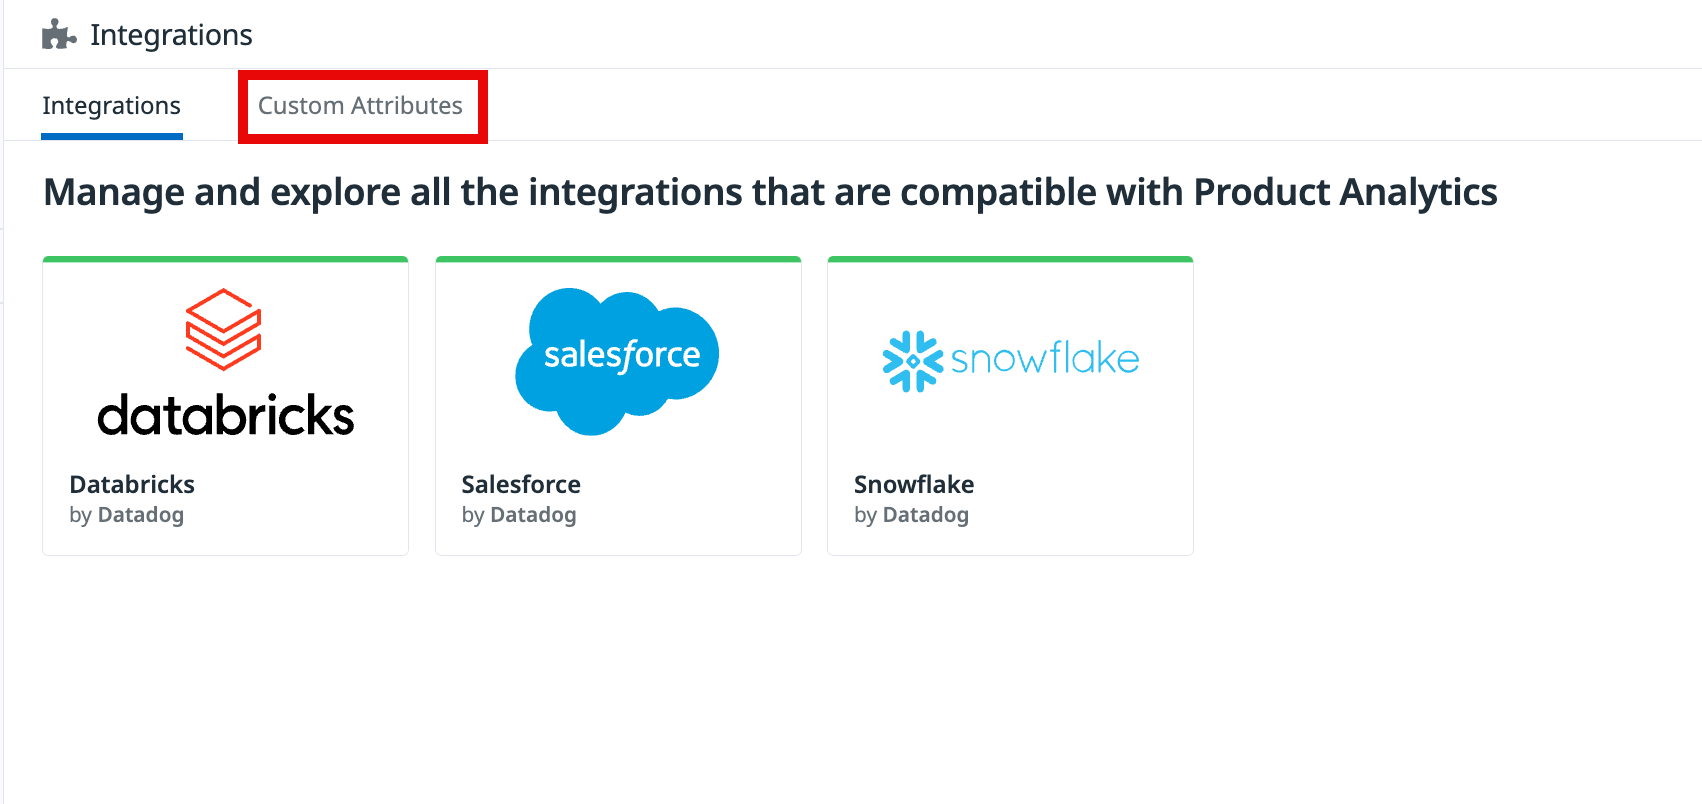 Integrations
Integrations
Custom Attributes
Manage and explore all the integrations that are compatible with Product Analytics
databricks
Databricks
by Datadog
salesforce
Salesforce
by Datadog
snowflake
Snowflake
by Datadog